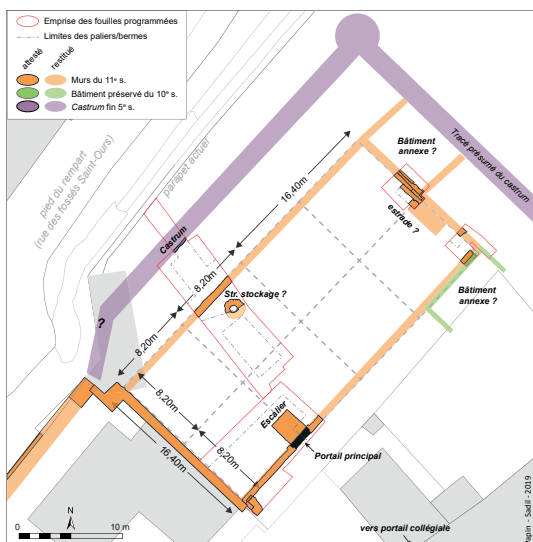 Emprise des fouilles programmées
Limites des paliers/bermes
attesté
restitué
Murs du 11e s.
Bâtiment préservé du 10e s.
Castrum fin 5e s.
pied du rempart
(rue des fossés Saint-Ours)
parapet actuel
Tracé présumé du castrum
Bâtiment
annexe ?
16,40m
estrade ?
Castrum
8,20m
Str. stockage ?
Bâtiment
annexe ?
?
8,20m
8,20m
Escalier
16,40m
8,20m
Portail principal
N
0
10 m
vers portail collégiale
Papin - Sadil - 2019